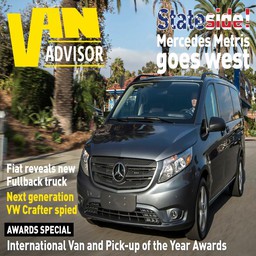 VAN
ADVISOR
Stateside!
Mercedes Metris
goes west
Fiat reveals new
Fullback truck
Next generation
VW Crafter spied
AWARDS SPECIAL
International Van and Pick-up of the Year Awards